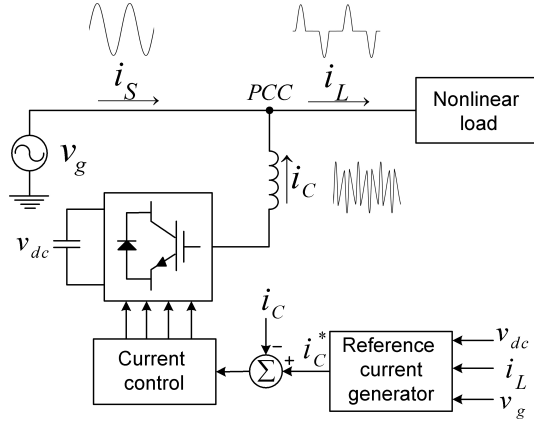 i_S
PCC
i_L
Nonlinear
load
v_g
i_C
v_dc
i_C
− i_C^*
+
Σ
Current
control
Reference
current
generator
v_dc
i_L
v_g